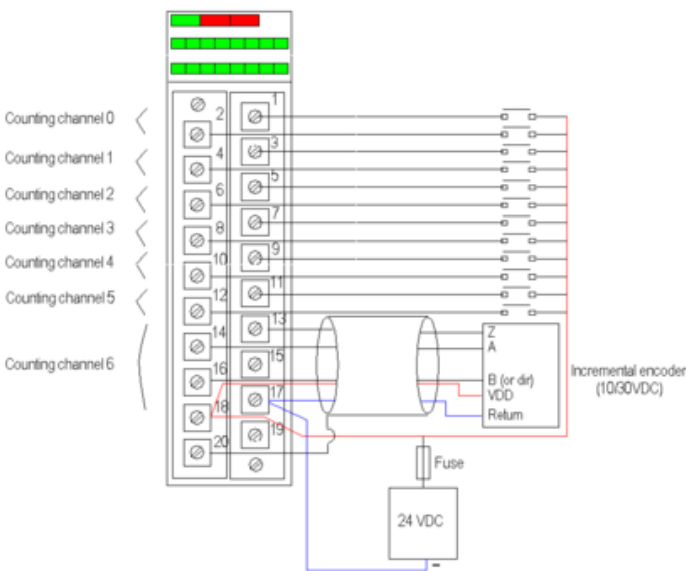 1
2
Counting channel 0
3
4
Counting channel 1
5
6
Counting channel 2
7
8
Counting channel 3
9
10
Counting channel 4
11
12
Counting channel 5
13
14
Z
A
15
Counting channel 6
16
B (or dir)
VDD
Return
Incremental encoder
(10/30VDC)
17
18
19
20
Fuse
24 VDC
-